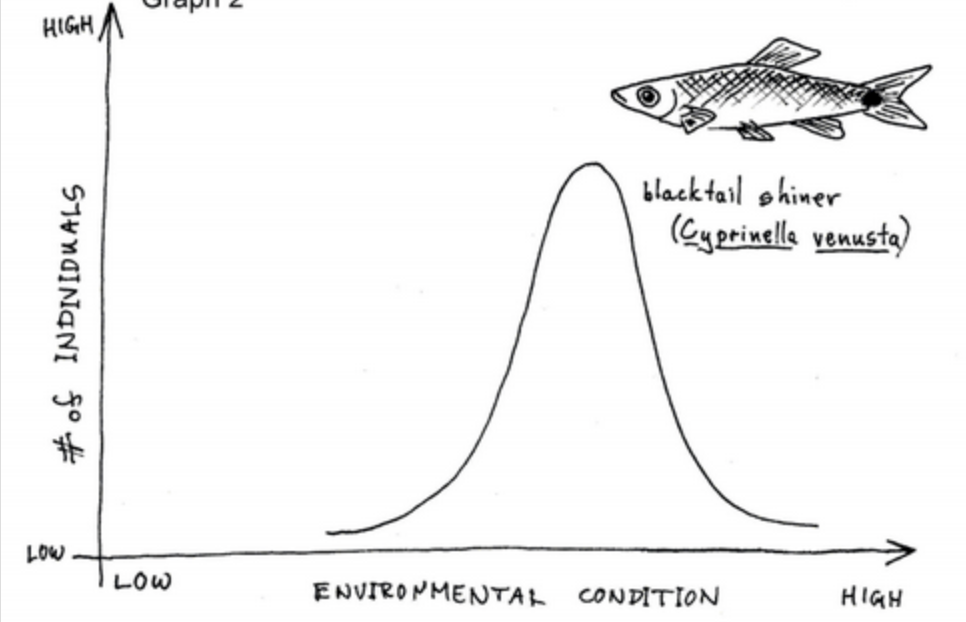 Graph 2
HIGH
# of INDIVIDUALS
blacktail shiner
(Cyprinella venusta)
LOW
LOW
ENVIRONMENTAL CONDITION
HIGH